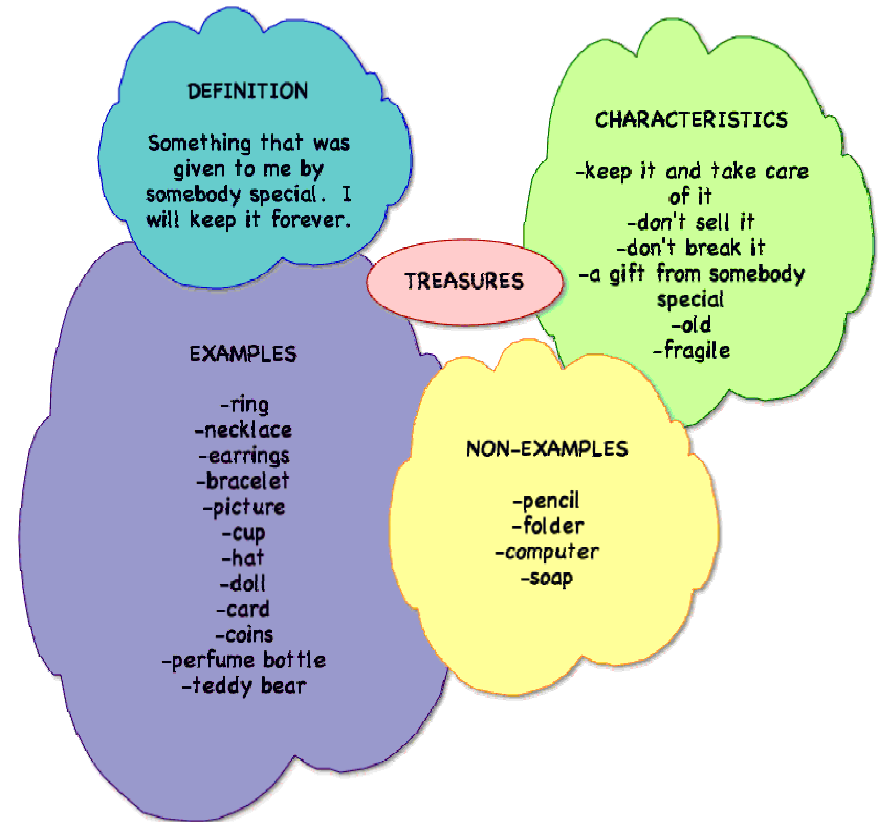 DEFINITION
Something that was
given to me by
somebody special.  I
will keep it forever.
CHARACTERISTICS
-keep it and take care
of it
-don't sell it
-don't break it
-a gift from somebody
special
-old
-fragile
TREASURES
EXAMPLES
-ring
-necklace
-earrings
-bracelet
-picture
-cup
-hat
-doll
-card
-coins
-perfume bottle
-teddy bear
NON-EXAMPLES
-pencil
-folder
-computer
-soap